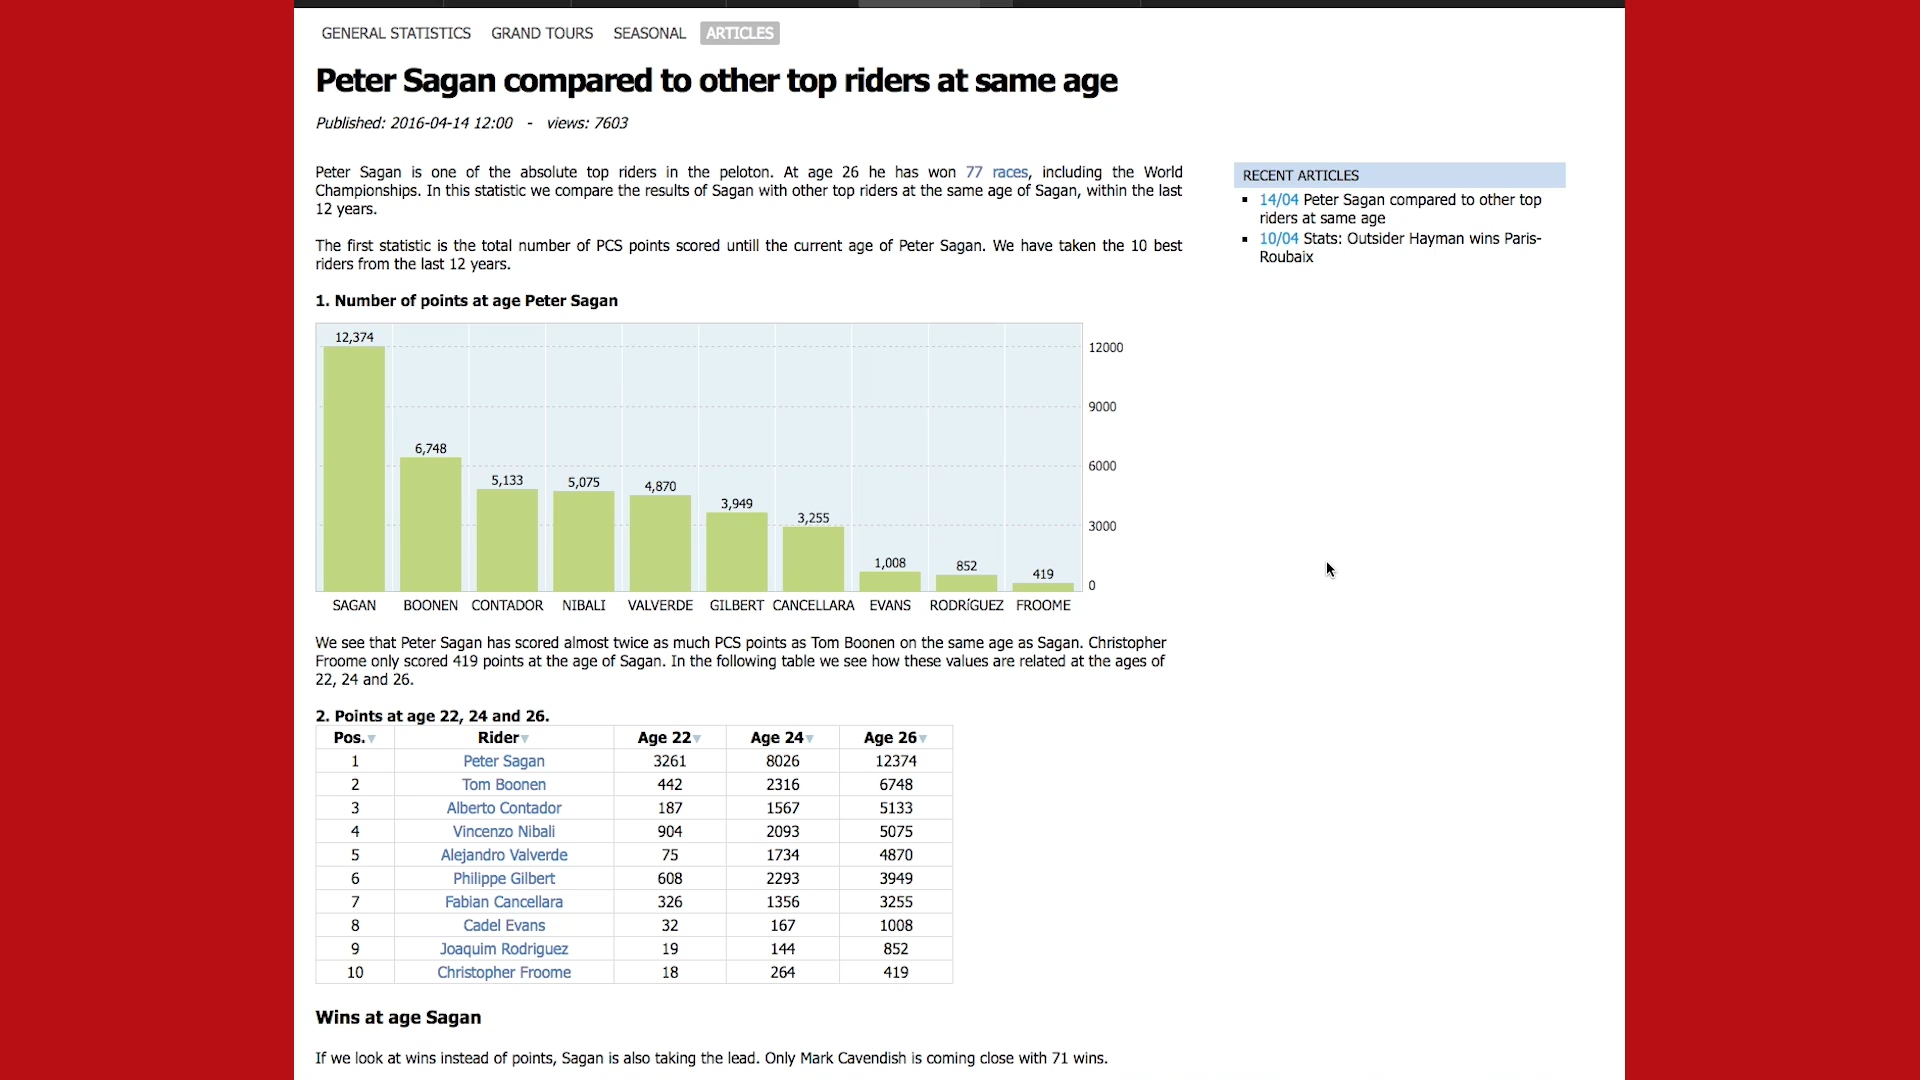 GENERAL STATISTICS GRAND TOURS SEASONAL ARTICLES
Peter Sagan compared to other top riders at same age
Published: 2016-04-14 12:00 - views: 7603
Peter Sagan is one of the absolute top riders in the peloton. At age 26 he has won 77 races, including the World
Championships. In this statistic we compare the results of Sagan with other top riders at the same age of Sagan, within the last
12 years.
The first statistic is the total number of PCS points scored untill the current age of Peter Sagan. We have taken the 10 best
riders from the last 12 years.
RECENT ARTICLES
14/04 Peter Sagan compared to other top
riders at same age
10/04 Stats: Outsider Hayman wins Paris-
Roubaix
1. Number of points at age Peter Sagan
12,374
6,748
5,133
5,075
4,870
3,949
3,255
1,008
852
419
12000
9000
6000
3000
0
SAGAN BOONEN CONTADOR NIBALI VALVERDE GILBERT CANCELLARA EVANS RODRíGUEZ FROOME
We see that Peter Sagan has scored almost twice as much PCS points as Tom Boonen on the same age as Sagan. Christopher
Froome only scored 419 points at the age of Sagan. In the following table we see how these values are related at the ages of
22, 24 and 26.
2. Points at age 22, 24 and 26.
Pos. Rider Age 22 Age 24 Age 26
1 Peter Sagan 3261 8026 12374
2 Tom Boonen 442 2316 6748
3 Alberto Contador 187 1567 5133
4 Vincenzo Nibali 904 2093 5075
5 Alejandro Valverde 75 1734 4870
6 Philippe Gilbert 608 2293 3949
7 Fabian Cancellara 326 1356 3255
8 Cadel Evans 32 167 1008
9 Joaquim Rodriguez 19 144 852
10 Christopher Froome 18 264 419
Wins at age Sagan
If we look at wins instead of points, Sagan is also taking the lead. Only Mark Cavendish is coming close with 71 wins.